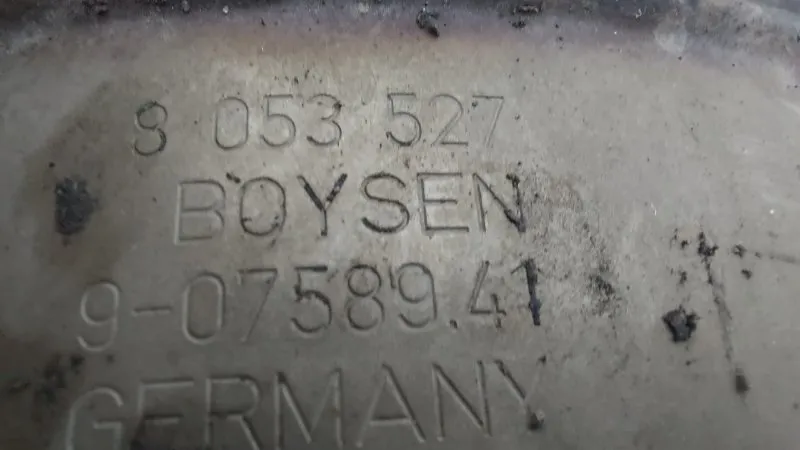 8 053 527
BOYSEN
9-07589.41
GERMANY